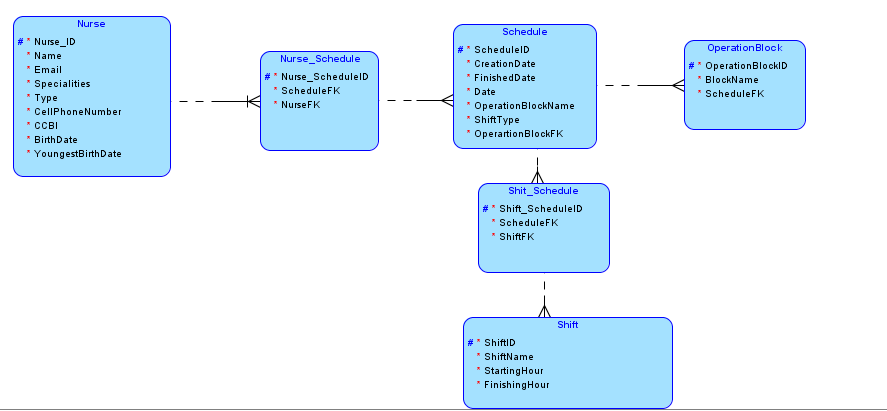 Nurse
# * Nurse_ID
* Name
* Email
* Specialities
* Type
* CellPhoneNumber
* CCBI
* BirthDate
* YoungestBirthDate
Nurse_Schedule
# * Nurse_ScheduleID
* ScheduleFK
* NurseFK
Schedule
# * ScheduleID
* CreationDate
* FinishedDate
* Date
* OperationBlockName
* ShiftType
* OperartionBlockFK
OperationBlock
# * OperationBlockID
* BlockName
* ScheduleFK
Shit_Schedule
# * Shift_ScheduleID
* ScheduleFK
* ShiftFK
Shift
# * ShiftID
* ShiftName
* StartingHour
* FinishingHour